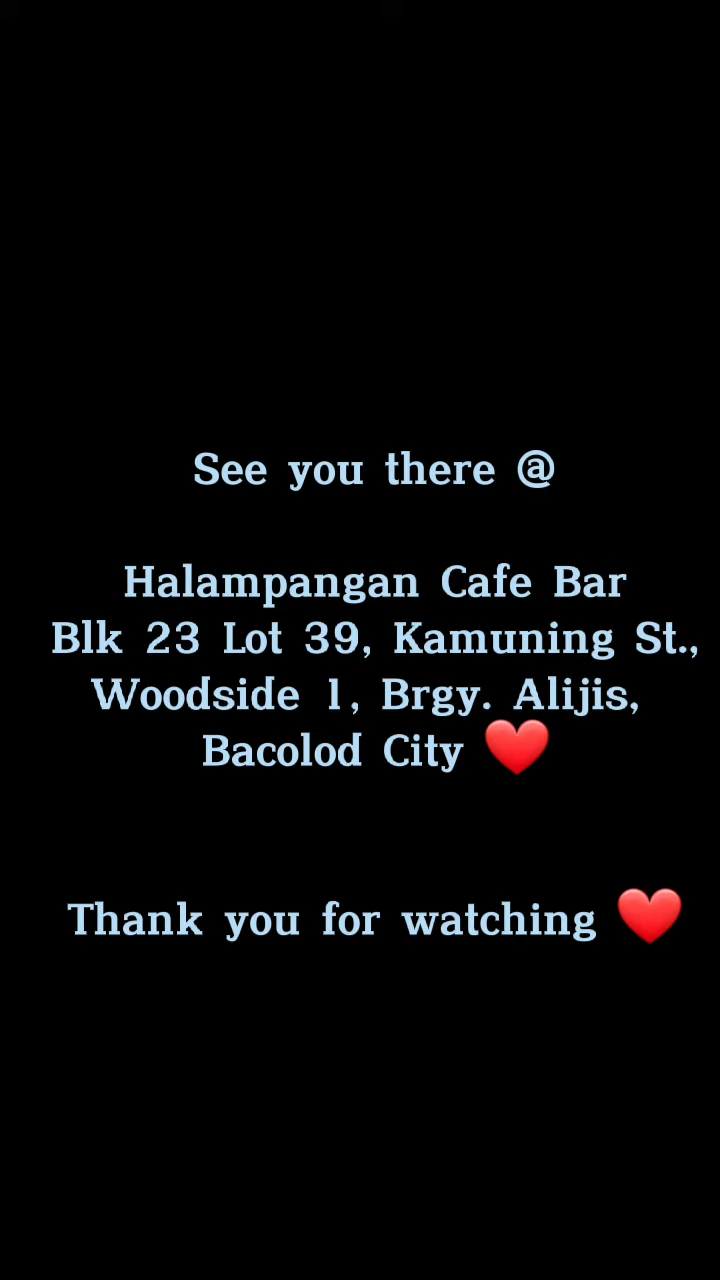 See you there @
Halampangan Cafe Bar
Blk 23 Lot 39, Kamuning St.,
Woodside 1, Brgy. Alijis,
Bacolod City ❤️
Thank you for watching ❤️